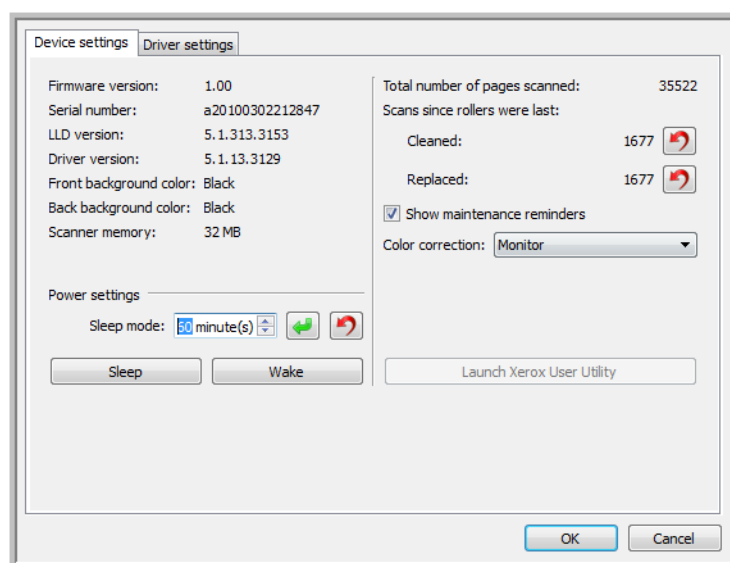 Device settings
Driver settings
Firmware version: 1.00
Serial number: a20100302212847
LLD version: 5.1.313.3153
Driver version: 5.1.13.3129
Front background color: Black
Back background color: Black
Scanner memory: 32 MB
Power settings
Sleep mode: 50 minute(s)
Sleep
Wake
Total number of pages scanned: 35522
Scans since rollers were last:
Cleaned: 1677
Replaced: 1677
Show maintenance reminders
Color correction: Monitor
Launch Xerox User Utility
OK
Cancel